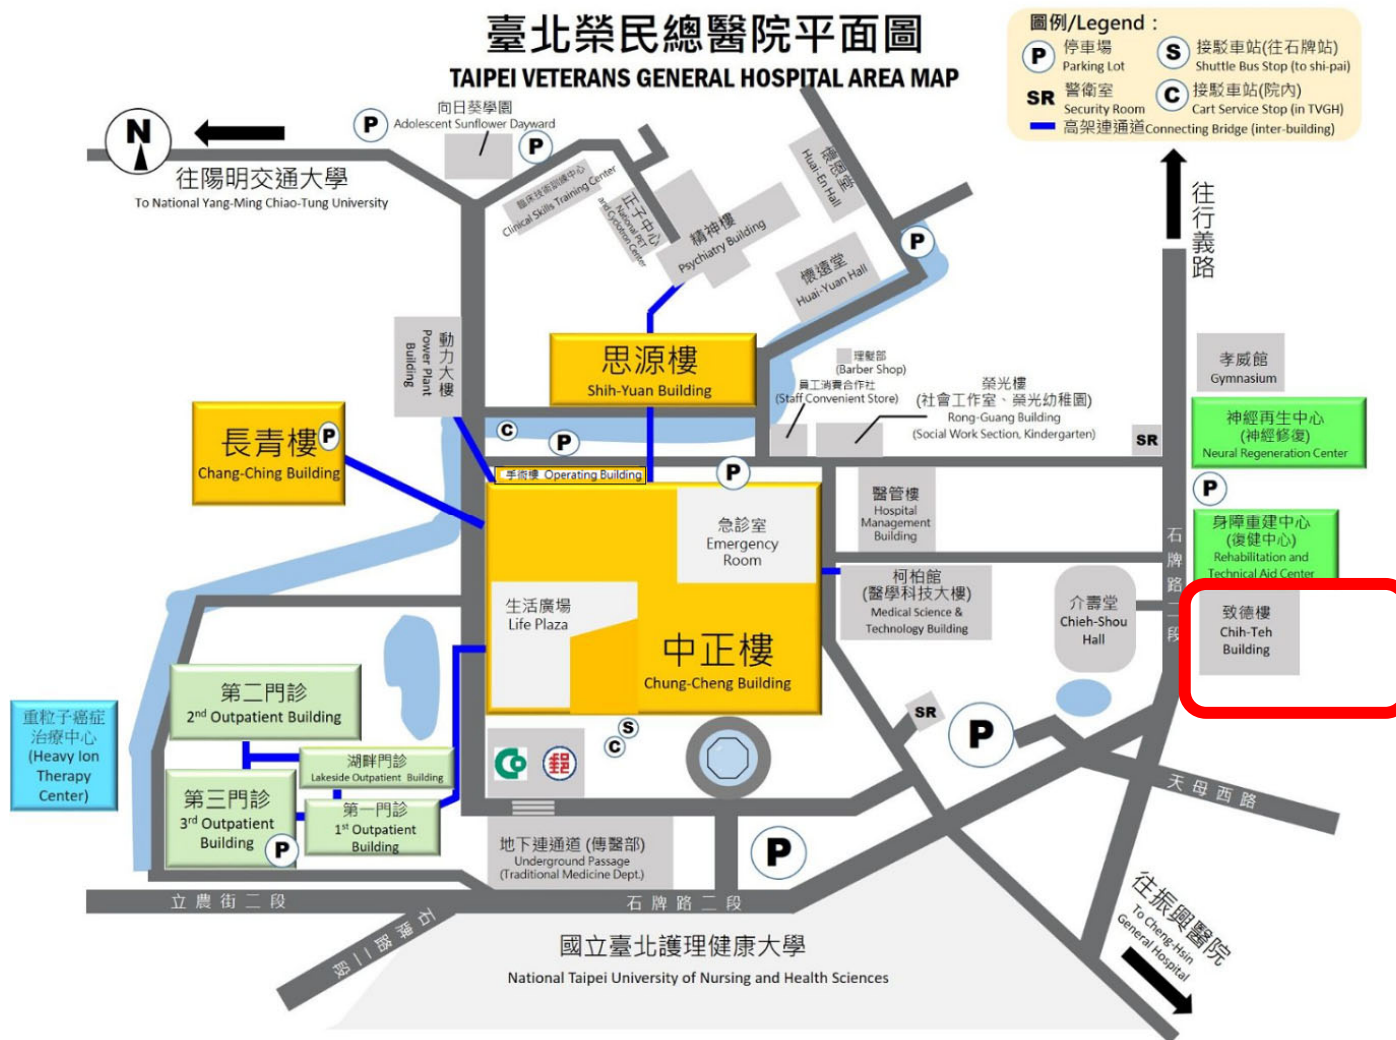 臺北榮民總醫院平面圖
TAIPEI VETERANS GENERAL HOSPITAL AREA MAP
圖例/Legend：
P 停車場
Parking Lot
S 接駁車站(往石牌站)
Shuttle Bus Stop (to shi-pai)
SR 警衛室
Security Room
C 接駁車站(院內)
Cart Service Stop (in TVGH)
高架連通道Connecting Bridge (inter-building)
N
往陽明交通大學
To National Yang-Ming Chiao-Tung University
P
向日葵學園
Adolescent Sunflower Dayward
P
臨床技術訓練中心
Clinical Skills Training Center
正子中心
National PET
and Cyclotron Center
精神樓
Psychiatry Building
懷恩堂
Huai-En Hall
懷遠堂
Huai-Yuan Hall
P
往行義路
動力大樓
Power Plant
Building
思源樓
Shih-Yuan Building
理髮部
(Barber Shop)
員工消費合作社
(Staff Convenient Store)
榮光樓
(社會工作室、榮光幼稚園)
Rong-Guang Building
(Social Work Section, Kindergarten)
孝威館
Gymnasium
神經再生中心
(神經修復)
Neural Regeneration Center
SR
長青樓
P
Chang-Ching Building
C
P
手術樓 Operating Building
P
急診室
Emergency
Room
醫管樓
Hospital
Management
Building
P
身障重建中心
(復健中心)
Rehabilitation and
Technical Aid Center
石牌路二段
柯柏館
(醫學科技大樓)
Medical Science &
Technology Building
介壽堂
Chieh-Shou
Hall
致德樓
Chih-Teh
Building
生活廣場
Life Plaza
中正樓
Chung-Cheng Building
第二門診
2nd Outpatient Building
重粒子癌症
治療中心
(Heavy Ion
Therapy
Center)
湖畔門診
Lakeside Outpatient Building
第三門診
3rd Outpatient
Building
P
第一門診
1st Outpatient
Building
S
C
郵
SR
P
天母西路
地下連通道 (傳醫部)
Underground Passage
(Traditional Medicine Dept.)
P
立農街二段
石牌路二段
石牌路一段
往振興醫院
To Cheng-Hsin
General Hospital
國立臺北護理健康大學
National Taipei University of Nursing and Health Sciences